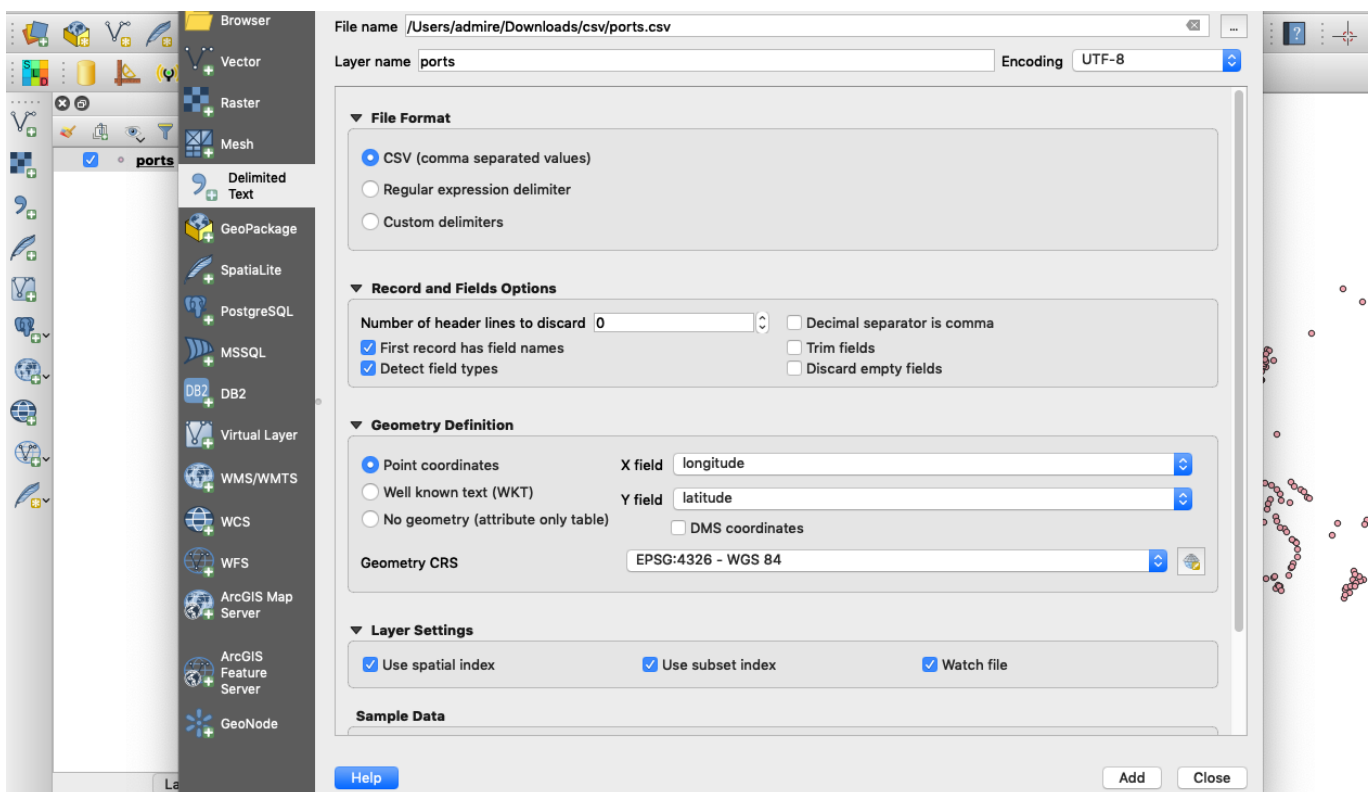 Browser
Vector
Raster
Mesh
Delimited
Text
GeoPackage
SpatiaLite
PostgreSQL
MSSQL
DB2
DB2
Virtual Layer
WMS/WMTS
WCS
WFS
ArcGIS Map
Server
ArcGIS
Feature
Server
GeoNode
ports
La
File name /Users/admire/Downloads/csv/ports.csv ...
Layer name ports Encoding UTF-8
File Format
CSV (comma separated values)
Regular expression delimiter
Custom delimiters
Record and Fields Options
Number of header lines to discard 0 Decimal separator is comma
First record has field names Trim fields
Detect field types Discard empty fields
Geometry Definition
Point coordinates X field longitude
Well known text (WKT) Y field latitude
No geometry (attribute only table) DMS coordinates
Geometry CRS EPSG:4326 - WGS 84
Layer Settings
Use spatial index Use subset index Watch file
Sample Data
Help Add Close